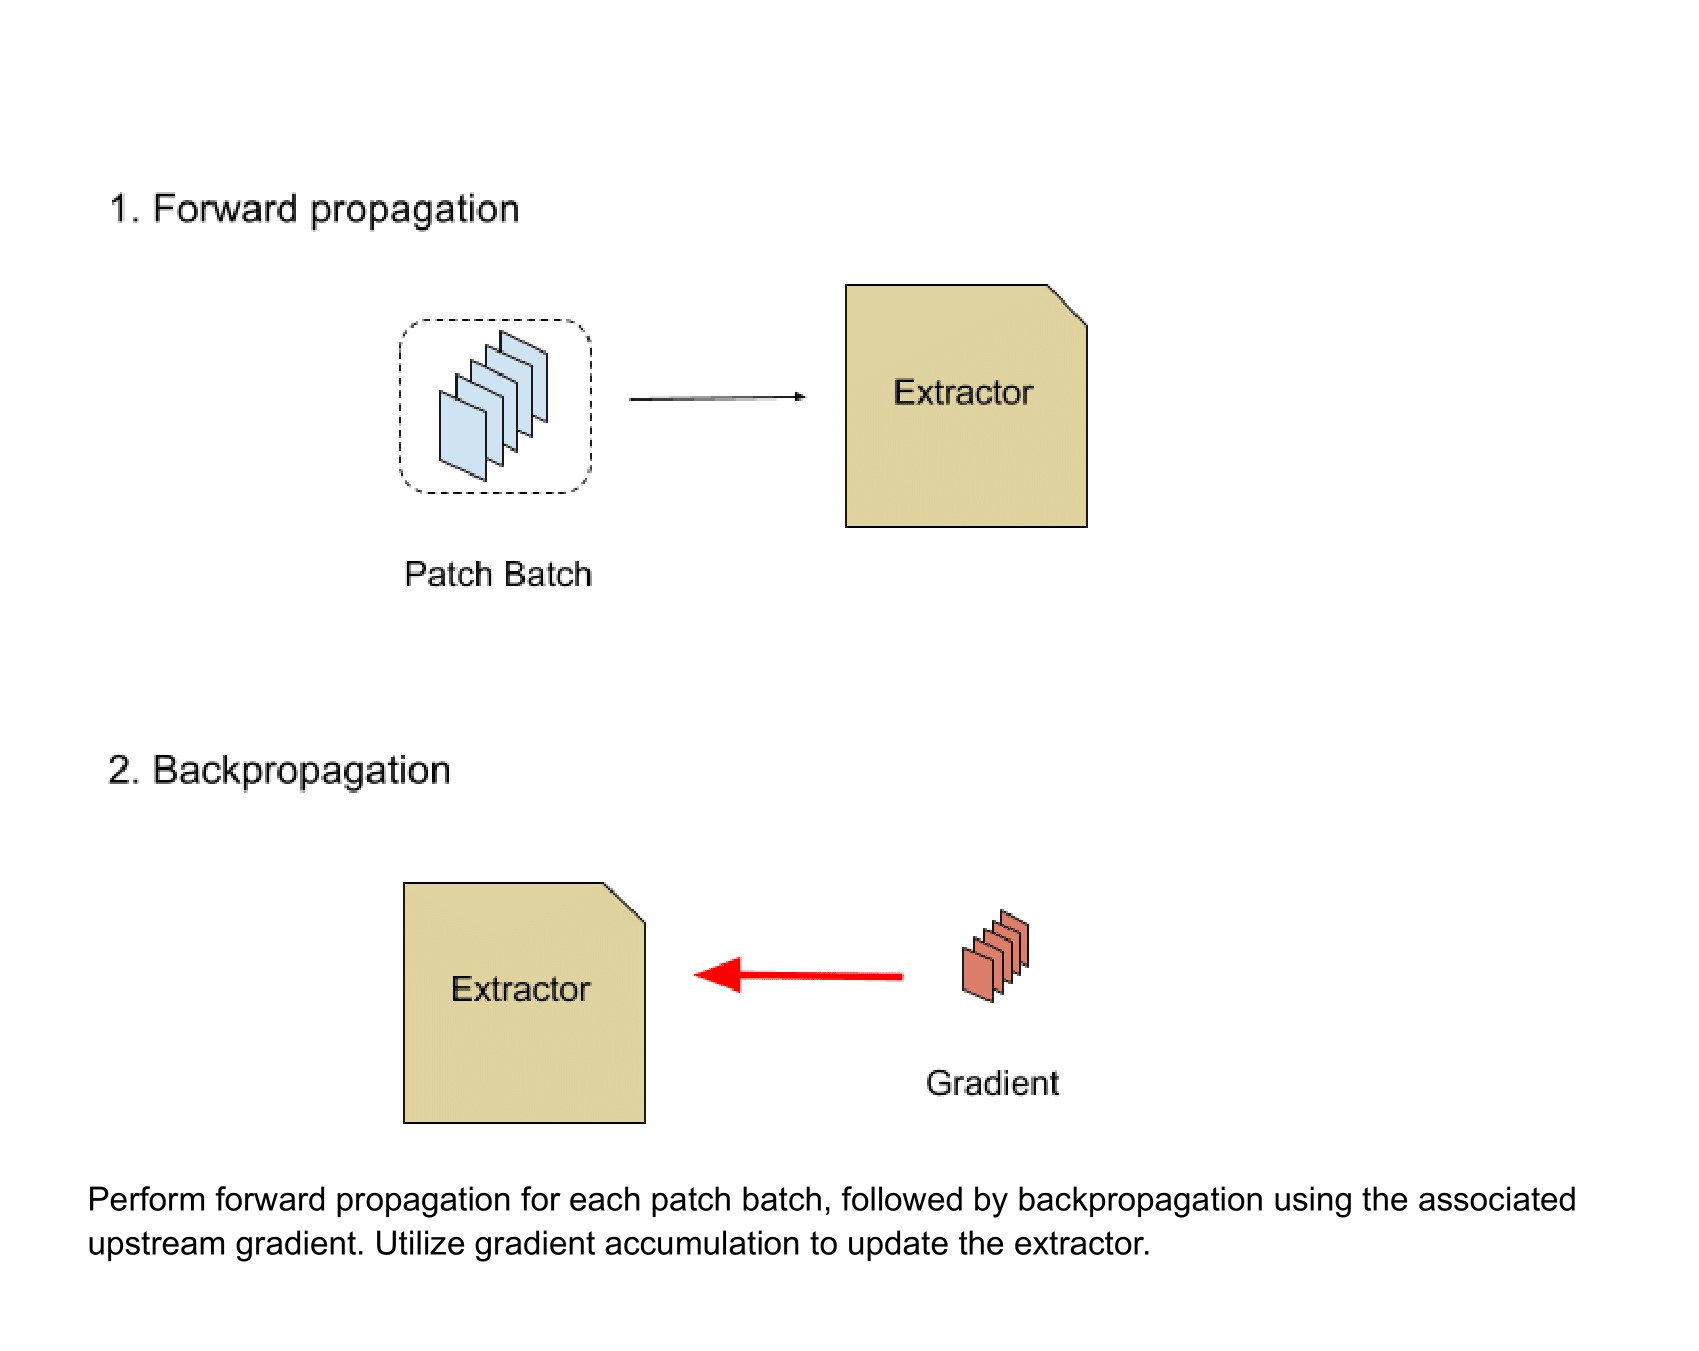 1. Forward propagation
Extractor
Patch Batch
2. Backpropagation
Extractor
Gradient
Perform forward propagation for each patch batch, followed by backpropagation using the associated
upstream gradient. Utilize gradient accumulation to update the extractor.